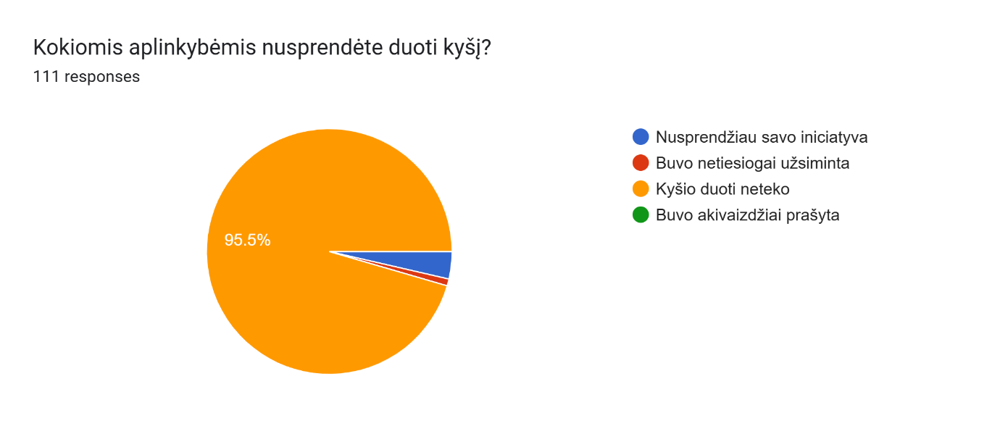 Kokiomis aplinkybėmis nusprendėte duoti kyšį?
111 responses
95.5%
Nusprendžiau savo iniciatyva
Buvo netiesiogai užsiminta
Kyšio duoti neteko
Buvo akivaizdžiai prašyta